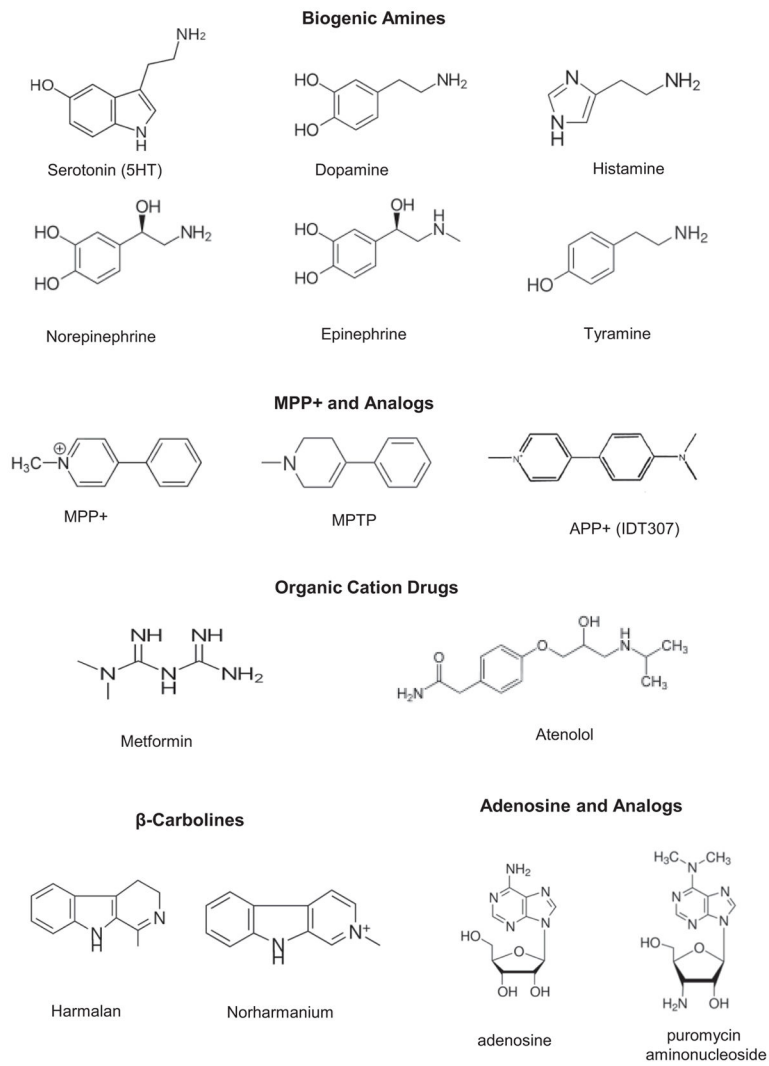 Biogenic Amines
NH₂
HO
N
H
Serotonin (5HT)
HO
HO
NH₂
Dopamine
N
N
H
NH₂
Histamine
OH
HO
HO
NH₂
Norepinephrine
OH
H
N
HO
HO
Epinephrine
NH₂
HO
Tyramine
MPP+ and Analogs
H₃C
N
⊕
MPP+
N
MPTP
N⁺
N
APP+ (IDT307)
Organic Cation Drugs
NH
NH
N
N
H
NH₂
Metformin
OH
O
H
N
CH₃
CH₃
O
H₂N
Atenolol
β-Carbolines
Adenosine and Analogs
N
NH
Harmalan
N⁺
NH
Norharmanium
NH₂
N
N
N
N
HO
O
OH
OH
adenosine
H₃C
N
CH₃
N
N
N
N
HO
O
H₂N
OH
puromycin
aminonucleoside